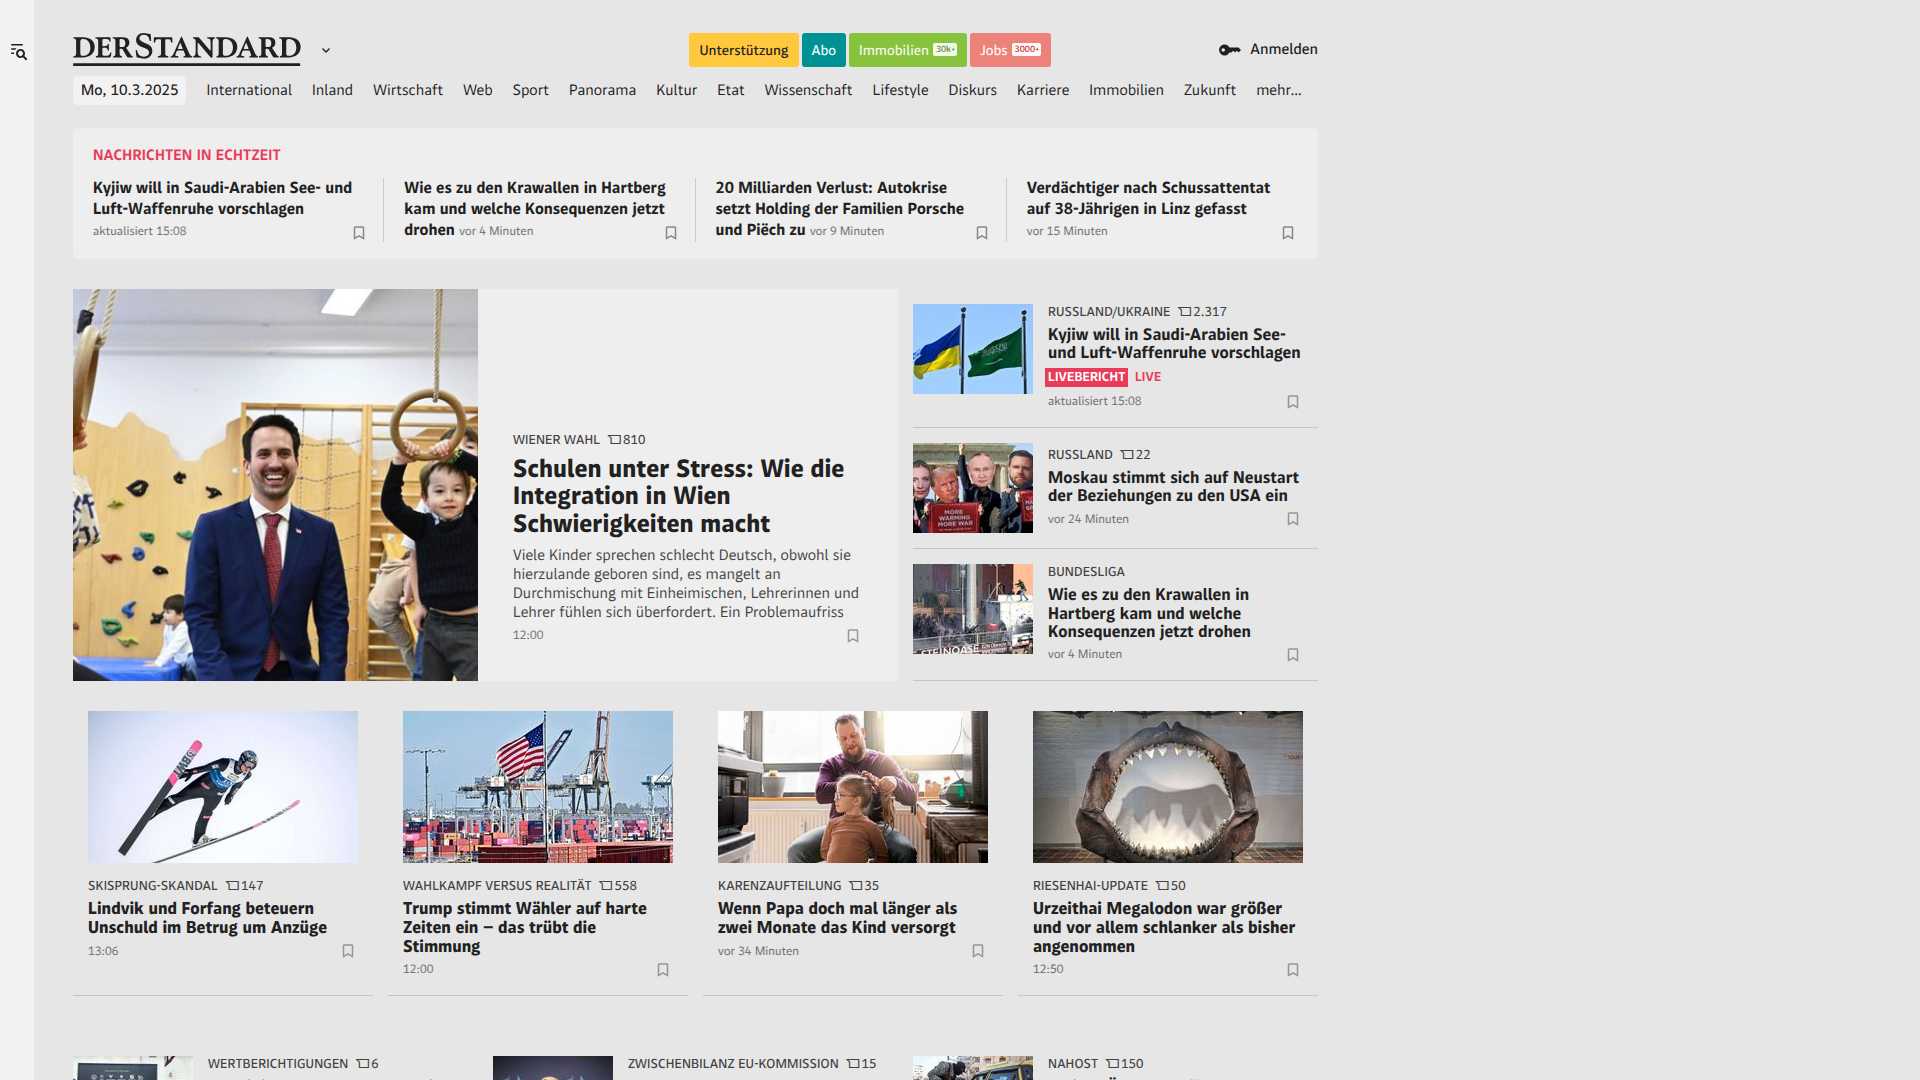 DERSTANDARD
Unterstützung
Abo
Immobilien 30k+
Jobs 3000+
Anmelden
Mo, 10.3.2025
International
Inland
Wirtschaft
Web
Sport
Panorama
Kultur
Etat
Wissenschaft
Lifestyle
Diskurs
Karriere
Immobilien
Zukunft
mehr...
NACHRICHTEN IN ECHTZEIT
Kyjiw will in Saudi-Arabien See- und
Luft-Waffenruhe vorschlagen
aktualisiert 15:08
Wie es zu den Krawallen in Hartberg
kam und welche Konsequenzen jetzt
drohen vor 4 Minuten
20 Milliarden Verlust: Autokrise
setzt Holding der Familien Porsche
und Piëch zu vor 9 Minuten
Verdächtiger nach Schussattentat
auf 38-Jährigen in Linz gefasst
vor 15 Minuten
WIENER WAHL 810
Schulen unter Stress: Wie die
Integration in Wien
Schwierigkeiten macht
Viele Kinder sprechen schlecht Deutsch, obwohl sie
hierzulande geboren sind, es mangelt an
Durchmischung mit Einheimischen, Lehrerinnen und
Lehrer fühlen sich überfordert. Ein Problemaufriss
12:00
RUSSLAND/UKRAINE 2.317
Kyjiw will in Saudi-Arabien See-
und Luft-Waffenruhe vorschlagen
LIVEBERICHT LIVE
aktualisiert 15:08
MORE
WARMING
MORE WAR
RUSSLAND 22
Moskau stimmt sich auf Neustart
der Beziehungen zu den USA ein
vor 24 Minuten
STEINOASE
BUNDESLIGA
Wie es zu den Krawallen in
Hartberg kam und welche
Konsequenzen jetzt drohen
vor 4 Minuten
SKISPRUNG-SKANDAL 147
Lindvik und Forfang beteuern
Unschuld im Betrug um Anzüge
13:06
WAHLKAMPF VERSUS REALITÄT 558
Trump stimmt Wähler auf harte
Zeiten ein – das trübt die
Stimmung
12:00
KARENZAUFTEILUNG 35
Wenn Papa doch mal länger als
zwei Monate das Kind versorgt
vor 34 Minuten
RIESENHAI-UPDATE 50
Urzeithai Megalodon war größer
und vor allem schlanker als bisher
angenommen
12:50
WERTBERICHTIGUNGEN 6
ZWISCHENBILANZ EU-KOMMISSION 15
NAHOST 150